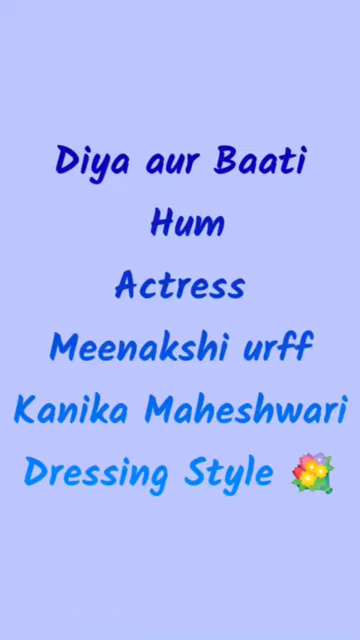 Diya aur Baati
Hum
Actress
Meenakshi urff
Kanika Maheshwari
Dressing Style 💐